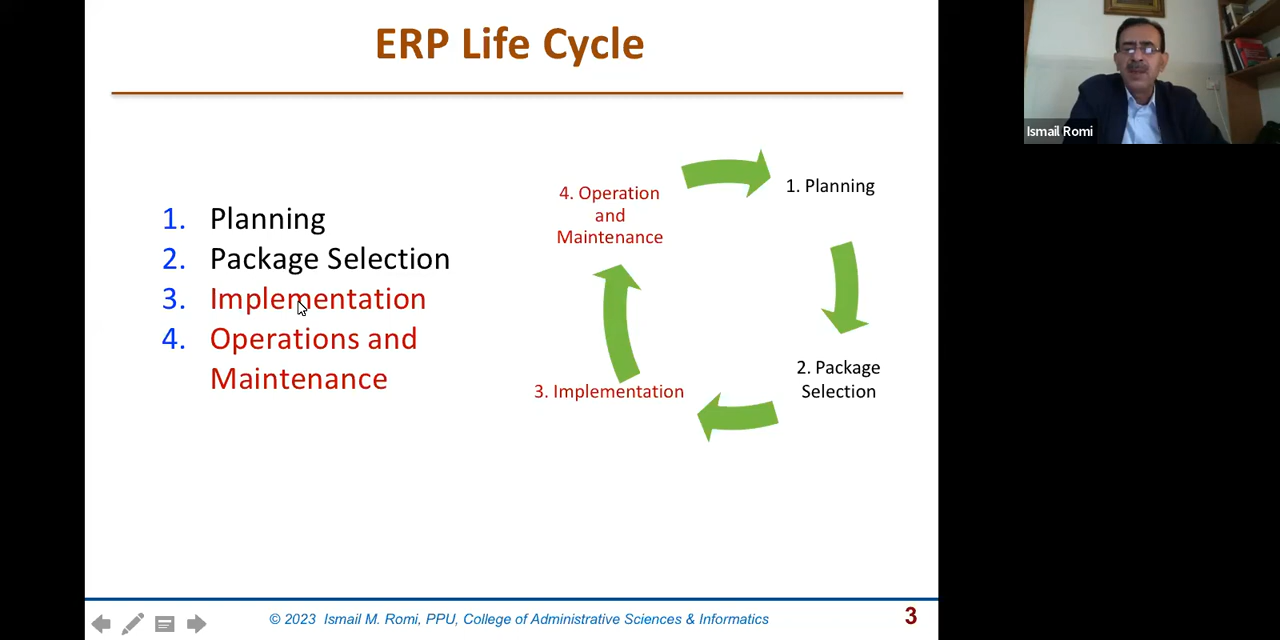 ERP Life Cycle
1. Planning
2. Package Selection
3. Implementation
4. Operations and
Maintenance
4. Operation
and
Maintenance
1. Planning
2. Package
Selection
3. Implementation
© 2023 Ismail M. Romi, PPU, College of Administrative Sciences & Informatics
3
Ismail Romi